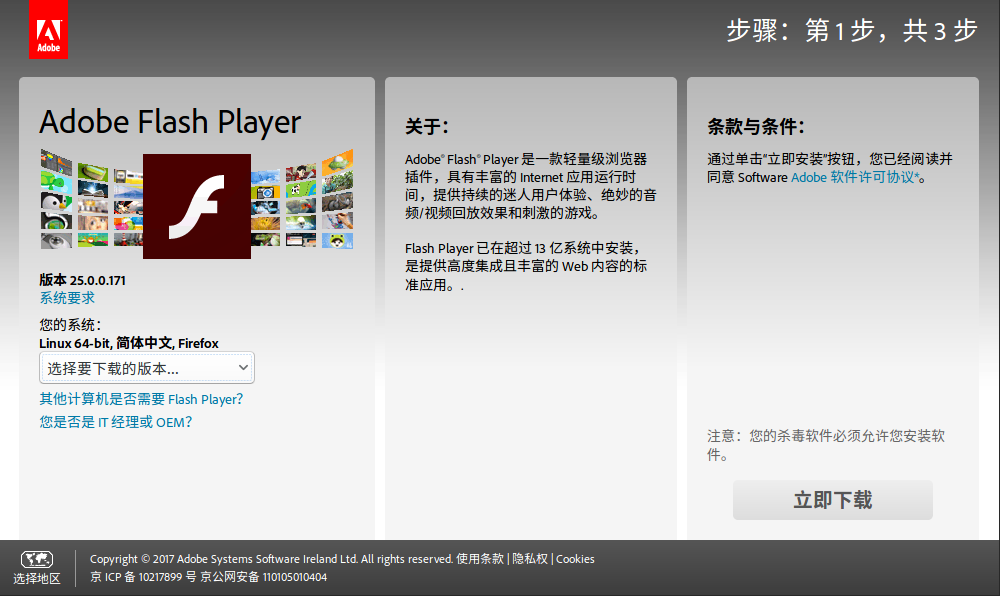 Adobe
步骤：第 1 步，共 3 步
Adobe Flash Player
版本 25.0.0.171
系统要求
您的系统：
Linux 64-bit, 简体中文, Firefox
选择要下载的版本...
其他计算机是否需要 Flash Player？
您是否是 IT 经理或 OEM？
关于：
Adobe® Flash® Player 是一款轻量级浏览器
插件，具有丰富的 Internet 应用运行时
间，提供持续的迷人用户体验、绝妙的音
频/视频回放效果和刺激的游戏。
Flash Player 已在超过 13 亿系统中安装，
是提供高度集成且丰富的 Web 内容的标
准应用。.
条款与条件：
通过单击“立即安装”按钮，您已经阅读并
同意 Software Adobe 软件许可协议*。
注意：您的杀毒软件必须允许您安装软
件。
立即下载
选择地区
Copyright © 2017 Adobe Systems Software Ireland Ltd. All rights reserved. 使用条款 | 隐私权 | Cookies
京 ICP 备 10217899 号 京公网安备 110105010404